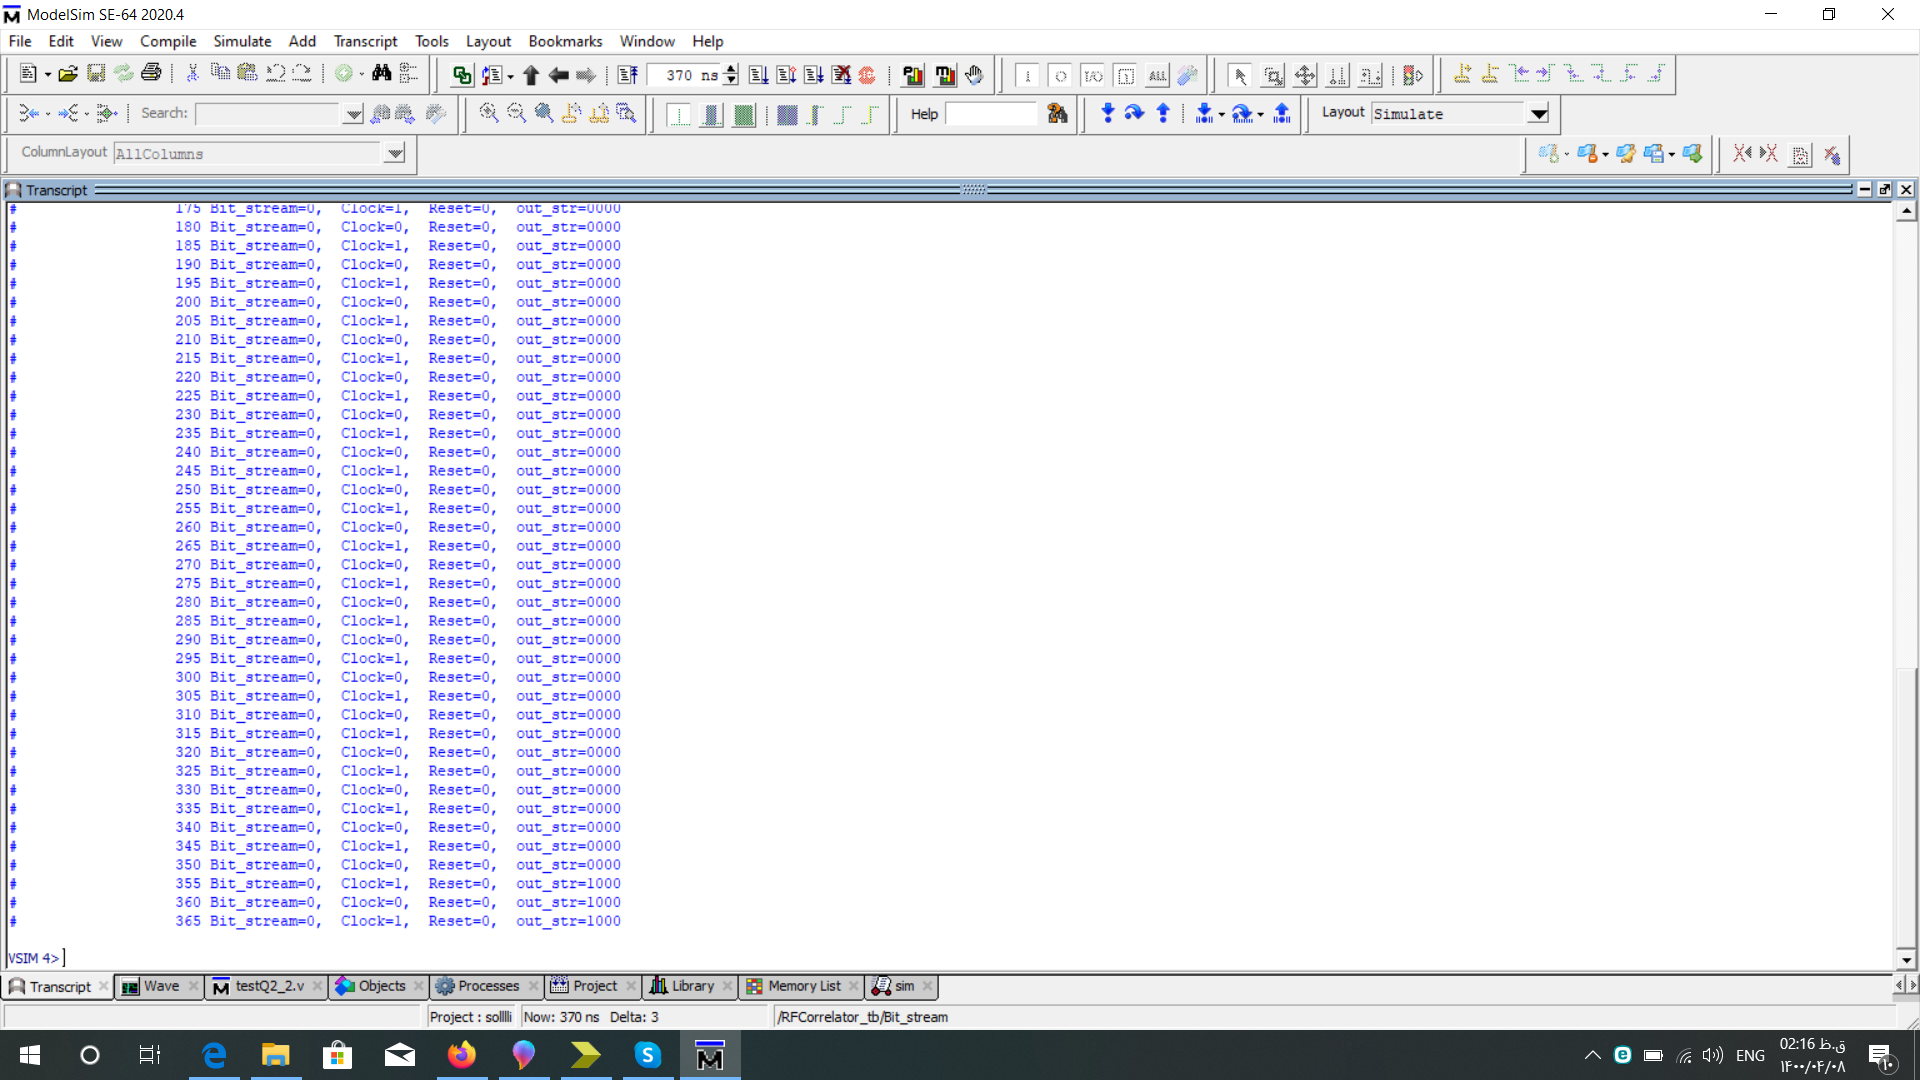 ModelSim SE-64 2020.4
File Edit View Compile Simulate Add Transcript Tools Layout Bookmarks Window Help
370 ns
Search: Help Layout Simulate
ColumnLayout AllColumns
Transcript
# 175 Bit_stream=0, Clock=1, Reset=0, out_str=0000
# 180 Bit_stream=0, Clock=0, Reset=0, out_str=0000
# 185 Bit_stream=0, Clock=1, Reset=0, out_str=0000
# 190 Bit_stream=0, Clock=0, Reset=0, out_str=0000
# 195 Bit_stream=0, Clock=1, Reset=0, out_str=0000
# 200 Bit_stream=0, Clock=0, Reset=0, out_str=0000
# 205 Bit_stream=0, Clock=1, Reset=0, out_str=0000
# 210 Bit_stream=0, Clock=0, Reset=0, out_str=0000
# 215 Bit_stream=0, Clock=1, Reset=0, out_str=0000
# 220 Bit_stream=0, Clock=0, Reset=0, out_str=0000
# 225 Bit_stream=0, Clock=1, Reset=0, out_str=0000
# 230 Bit_stream=0, Clock=0, Reset=0, out_str=0000
# 235 Bit_stream=0, Clock=1, Reset=0, out_str=0000
# 240 Bit_stream=0, Clock=0, Reset=0, out_str=0000
# 245 Bit_stream=0, Clock=1, Reset=0, out_str=0000
# 250 Bit_stream=0, Clock=0, Reset=0, out_str=0000
# 255 Bit_stream=0, Clock=1, Reset=0, out_str=0000
# 260 Bit_stream=0, Clock=0, Reset=0, out_str=0000
# 265 Bit_stream=0, Clock=1, Reset=0, out_str=0000
# 270 Bit_stream=0, Clock=0, Reset=0, out_str=0000
# 275 Bit_stream=0, Clock=1, Reset=0, out_str=0000
# 280 Bit_stream=0, Clock=0, Reset=0, out_str=0000
# 285 Bit_stream=0, Clock=1, Reset=0, out_str=0000
# 290 Bit_stream=0, Clock=0, Reset=0, out_str=0000
# 295 Bit_stream=0, Clock=1, Reset=0, out_str=0000
# 300 Bit_stream=0, Clock=0, Reset=0, out_str=0000
# 305 Bit_stream=0, Clock=1, Reset=0, out_str=0000
# 310 Bit_stream=0, Clock=0, Reset=0, out_str=0000
# 315 Bit_stream=0, Clock=1, Reset=0, out_str=0000
# 320 Bit_stream=0, Clock=0, Reset=0, out_str=0000
# 325 Bit_stream=0, Clock=1, Reset=0, out_str=0000
# 330 Bit_stream=0, Clock=0, Reset=0, out_str=0000
# 335 Bit_stream=0, Clock=1, Reset=0, out_str=0000
# 340 Bit_stream=0, Clock=0, Reset=0, out_str=0000
# 345 Bit_stream=0, Clock=1, Reset=0, out_str=0000
# 350 Bit_stream=0, Clock=0, Reset=0, out_str=0000
# 355 Bit_stream=0, Clock=1, Reset=0, out_str=1000
# 360 Bit_stream=0, Clock=0, Reset=0, out_str=1000
# 365 Bit_stream=0, Clock=1, Reset=0, out_str=1000
VSIM 4>
Transcript Wave testQ2_2.v Objects Processes Project Library Memory List sim
Project : solllli Now: 370 ns Delta: 3 /RFCorrelator_tb/Bit_stream
ENG 02:16 ق.ظ
۱۴۰۰/۰۴/۰۸
۱۰